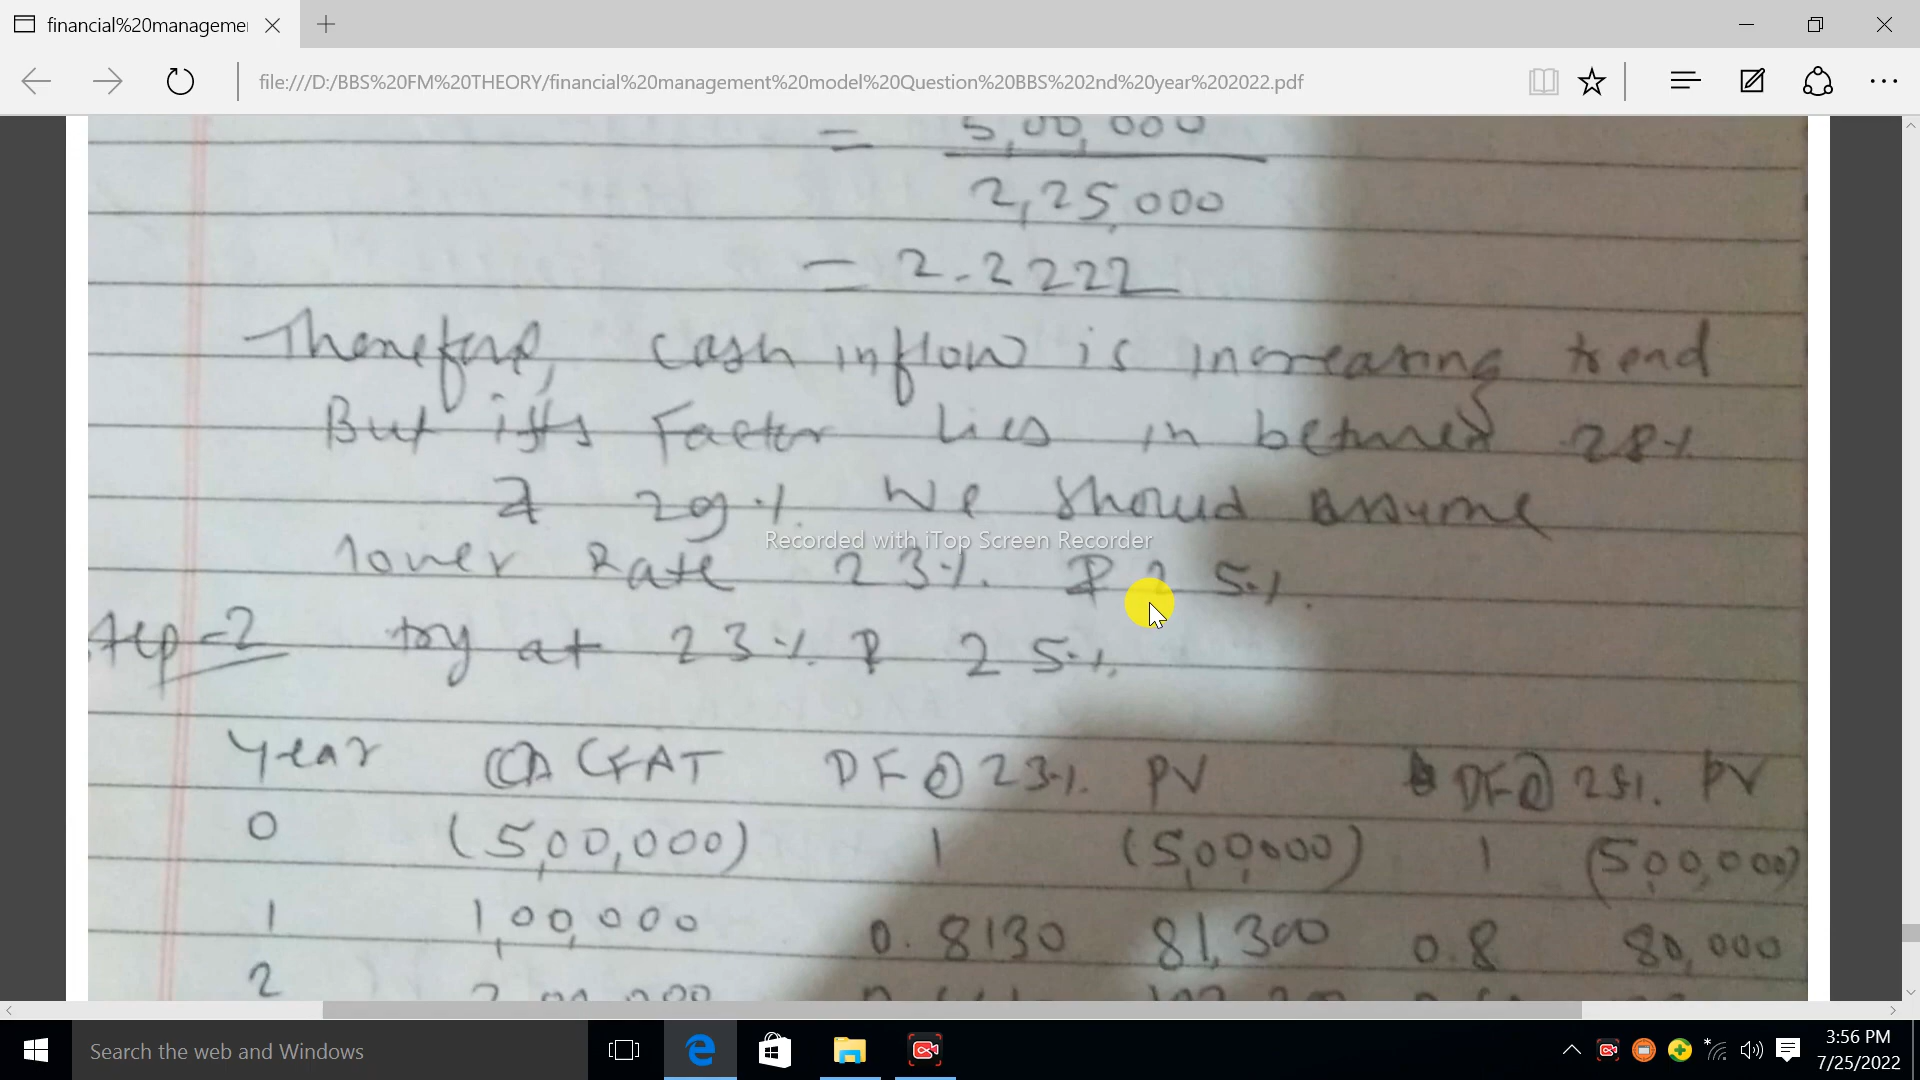 financial%20manageme
file:///D:/BBS%20FM%20THEORY/financial%20management%20model%20Question%20BBS%202nd%20year%202022.pdf
= 5,00,000
2,25,000
= 2.2222
Therefore, cash inflow is increasing trend
But its Factor Lies in between 28%
& 29%. We should assume
Recorded with iTop Screen Recorder
lower Rate 23% & 25%.
Step-2 try at 23% & 25%.
Year CFAT DF@23% PV DF@25% PV
0 (5,00,000) 1 (5,00,000) 1 (5,00,000)
1 1,00,000 0.8130 81,300 0.8 80,000
2
Search the web and Windows
3:56 PM
7/25/2022